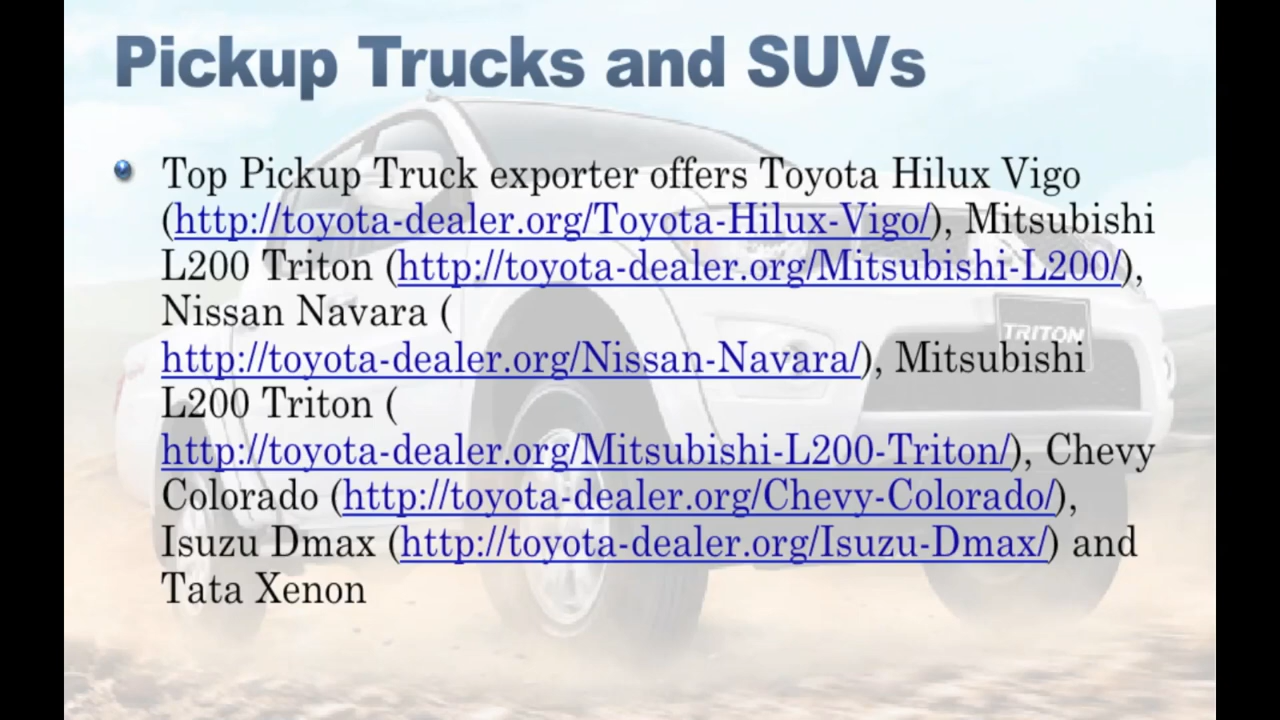 Pickup Trucks and SUVs
Top Pickup Truck exporter offers Toyota Hilux Vigo
(http://toyota-dealer.org/Toyota-Hilux-Vigo/), Mitsubishi
L200 Triton (http://toyota-dealer.org/Mitsubishi-L200/),
Nissan Navara (
http://toyota-dealer.org/Nissan-Navara/), Mitsubishi
L200 Triton (
http://toyota-dealer.org/Mitsubishi-L200-Triton/), Chevy
Colorado (http://toyota-dealer.org/Chevy-Colorado/),
Isuzu Dmax (http://toyota-dealer.org/Isuzu-Dmax/) and
Tata Xenon
TRITON